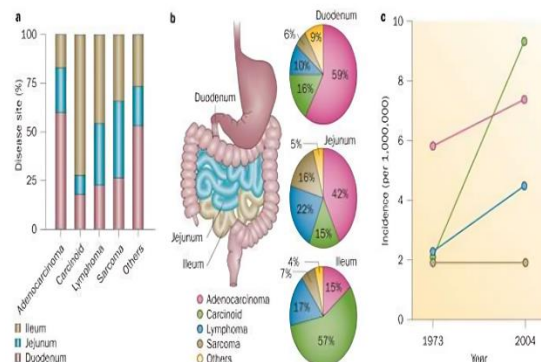 a
100
75
50
25
0
Disease site (%)
Adenocarcinoma
Carcinoid
Lymphoma
Sarcoma
Others
Ileum
Jejunum
Duodenum
b
Duodenum
Jejunum
Ileum
Duodenum
6%
9%
10%
16%
59%
Jejunum
5%
16%
22%
15%
42%
Ileum
4%
7%
17%
15%
57%
Adenocarcinoma
Carcinoid
Lymphoma
Sarcoma
Others
c
10
8
6
4
2
0
Incidence (per 1,000,000)
1973
2004
Year